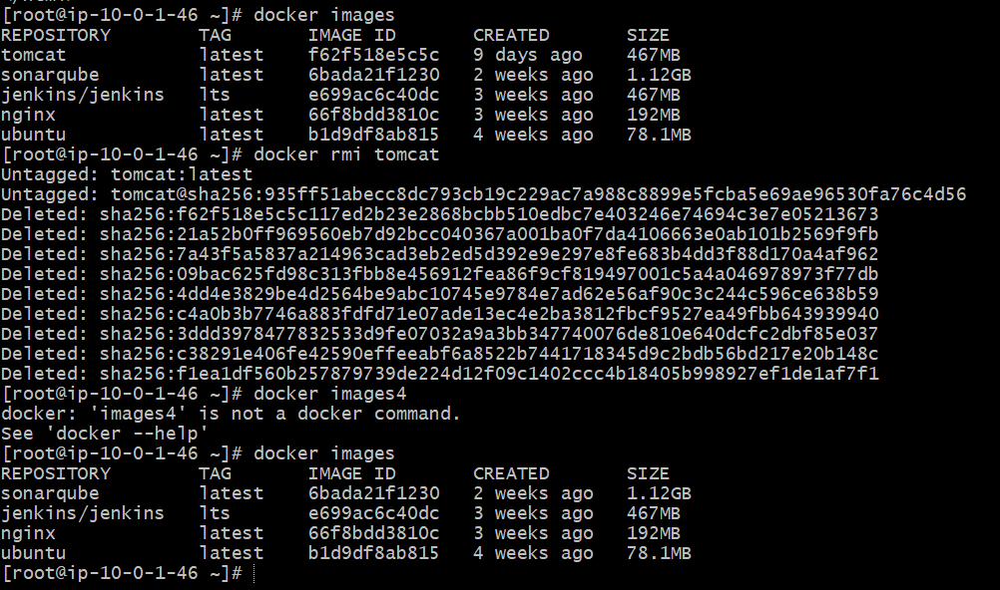 [root@ip-10-0-1-46 ~]# docker images
REPOSITORY TAG IMAGE ID CREATED SIZE
tomcat latest f62f518e5c5c 9 days ago 467MB
sonarqube latest 6bada21f1230 2 weeks ago 1.12GB
jenkins/jenkins lts e699ac6c40dc 3 weeks ago 467MB
nginx latest 66f8bdd3810c 3 weeks ago 192MB
ubuntu latest b1d9df8ab815 4 weeks ago 78.1MB
[root@ip-10-0-1-46 ~]# docker rmi tomcat
Untagged: tomcat:latest
Untagged: tomcat@sha256:935ff51abecc8dc793cb19c229ac7a988c8899e5fcba5e69ae96530fa76c4d56
Deleted: sha256:f62f518e5c5c117ed2b23e2868bcbb510edbc7e403246e74694c3e7e05213673
Deleted: sha256:21a52b0ff969560eb7d92bcc040367a001ba0f7da4106663e0ab101b2569f9fb
Deleted: sha256:7a43f5a5837a214963cad3eb2ed5d392e9e297e8fe683b4dd3f88d170a4af962
Deleted: sha256:09bac625fd98c313fbb8e456912fea86f9cf819497001c5a4a046978973f77db
Deleted: sha256:4dd4e3829be4d2564be9abc10745e9784e7ad62e56af90c3c244c596ce638b59
Deleted: sha256:c4a0b3b7746a883fdfd71e07ade13ec4e2ba3812fbcf9527ea49fbb643939940
Deleted: sha256:3ddd3978477832533d9fe07032a9a3bb347740076de810e640dcfc2dbf85e037
Deleted: sha256:c38291e406fe42590effeeabf6a8522b7441718345d9c2bdb56bd217e20b148c
Deleted: sha256:f1ea1df560b257879739de224d12f09c1402ccc4b18405b998927ef1de1af7f1
[root@ip-10-0-1-46 ~]# docker images4
docker: 'images4' is not a docker command.
See 'docker --help'
[root@ip-10-0-1-46 ~]# docker images
REPOSITORY TAG IMAGE ID CREATED SIZE
sonarqube latest 6bada21f1230 2 weeks ago 1.12GB
jenkins/jenkins lts e699ac6c40dc 3 weeks ago 467MB
nginx latest 66f8bdd3810c 3 weeks ago 192MB
ubuntu latest b1d9df8ab815 4 weeks ago 78.1MB
[root@ip-10-0-1-46 ~]#